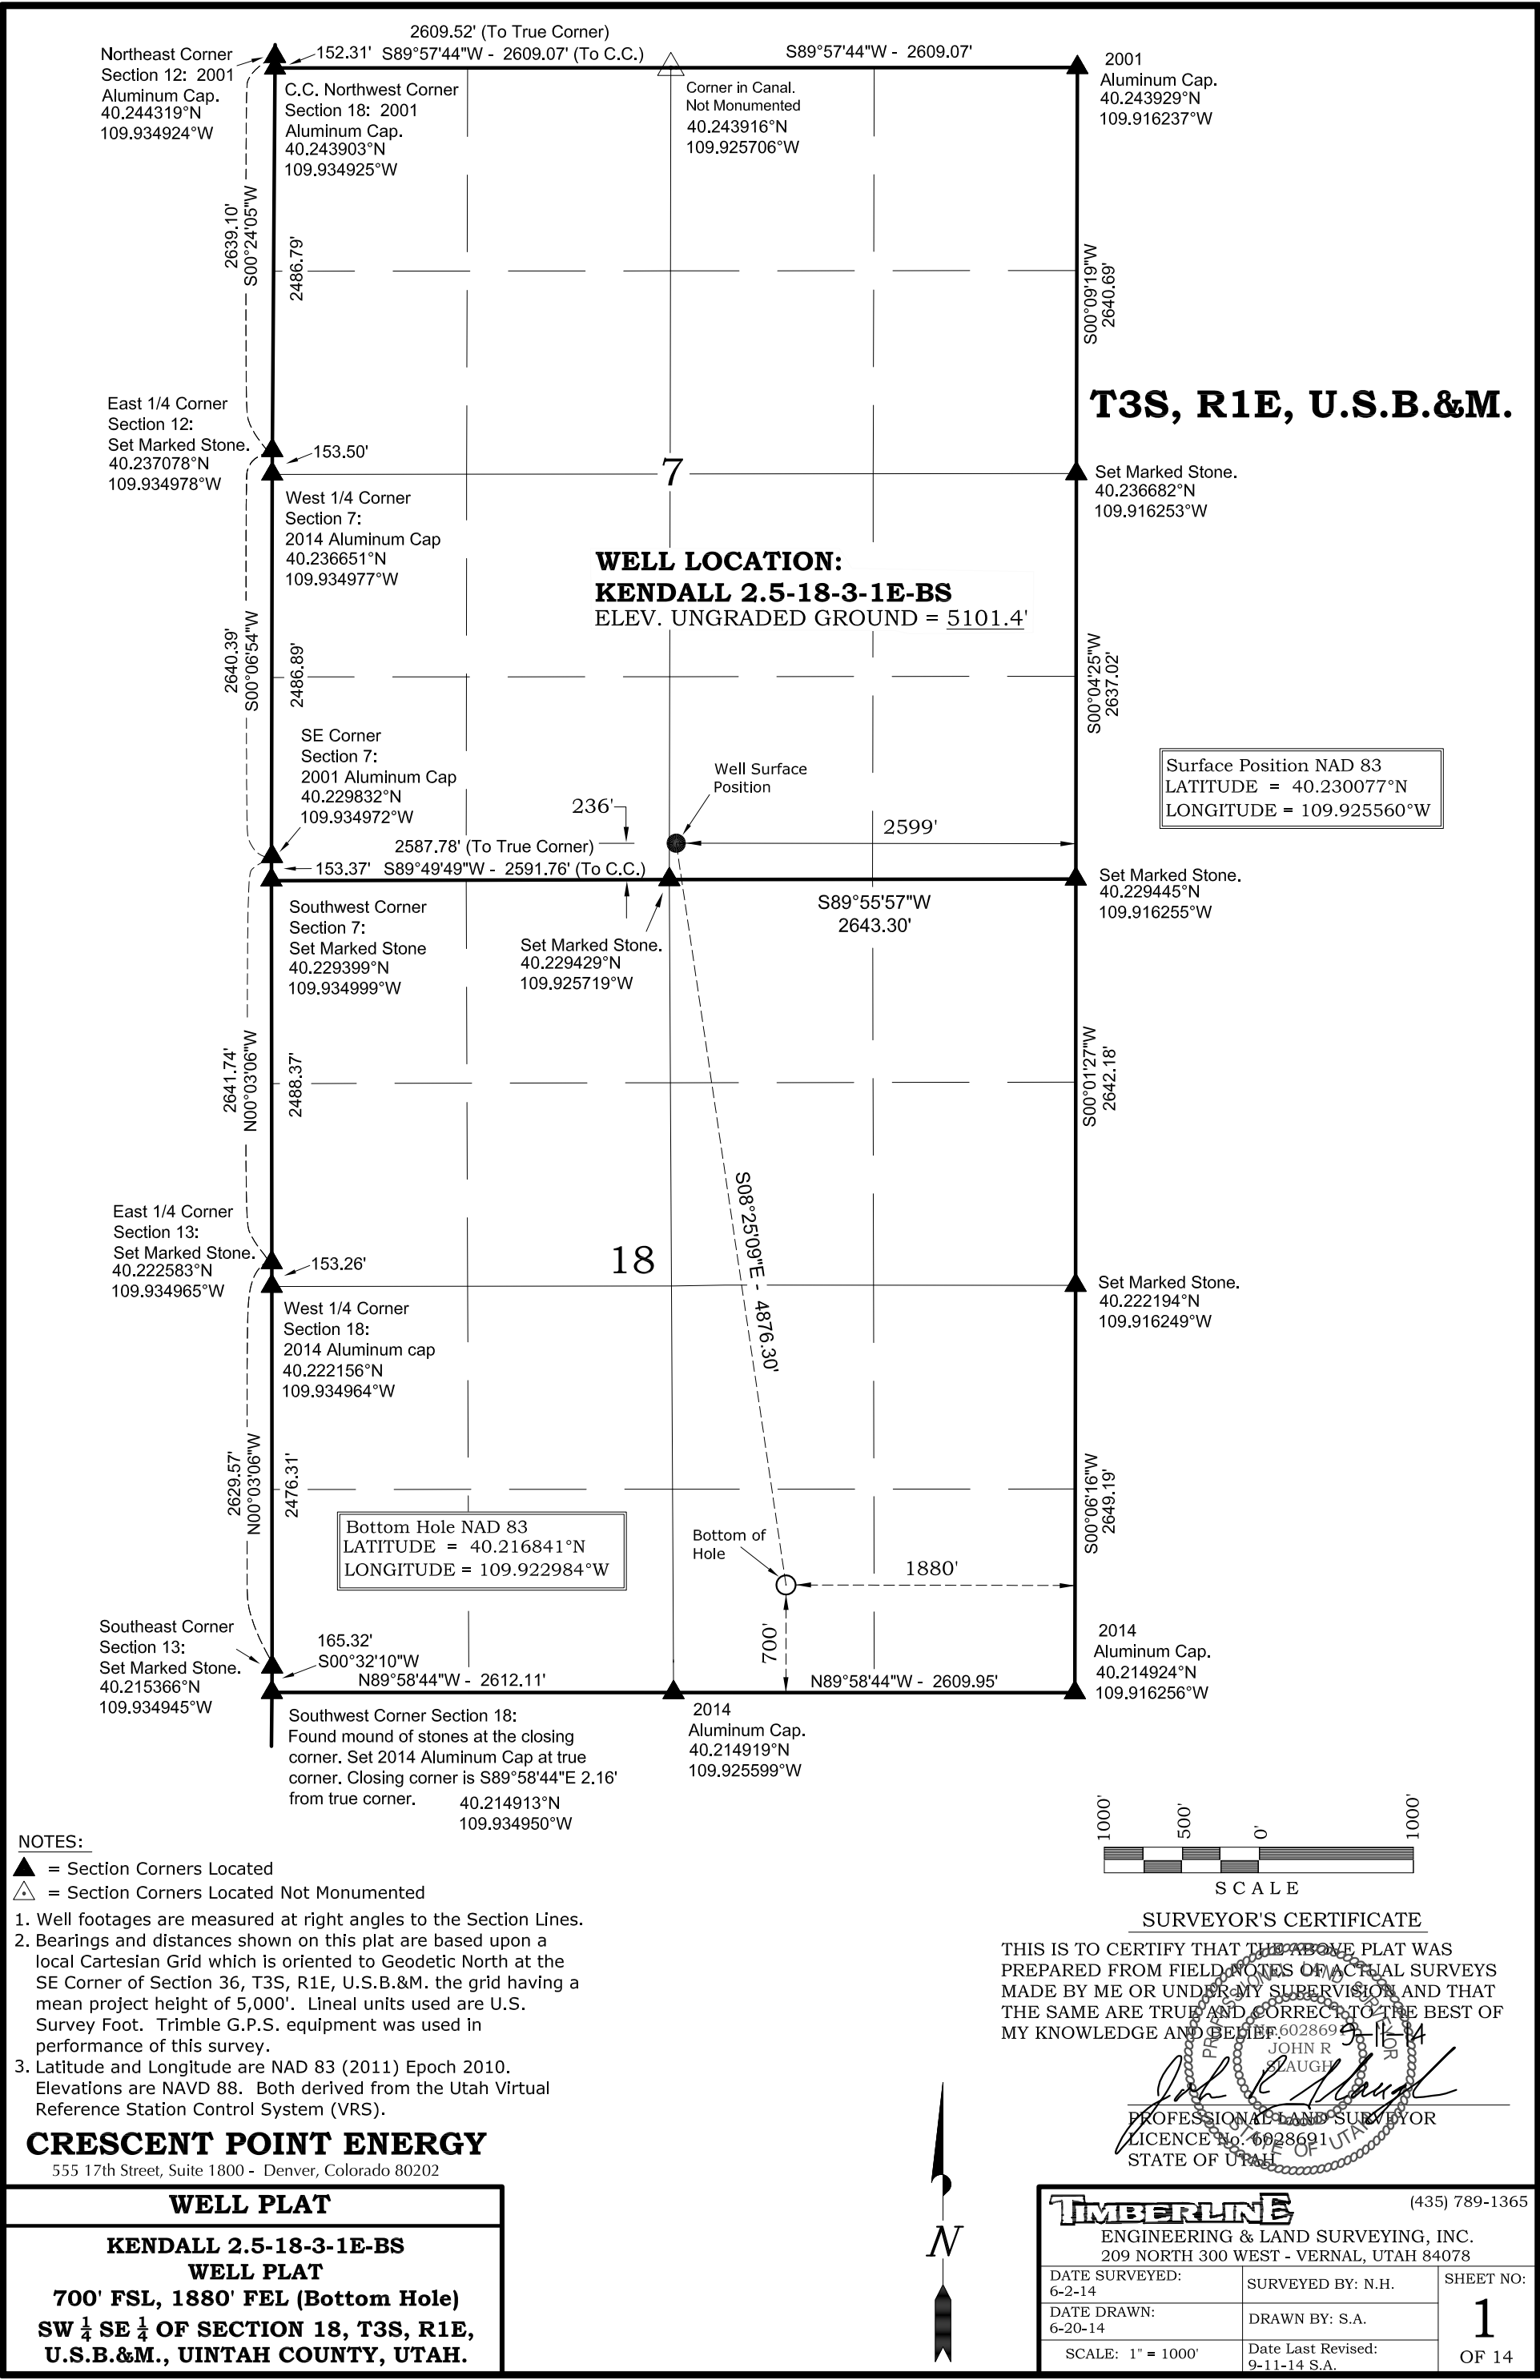 2609.52' (To True Corner)
152.31' S89°57'44"W - 2609.07' (To C.C.)
S89°57'44"W - 2609.07'
Northeast Corner
Section 12: 2001
Aluminum Cap.
40.244319°N
109.934924°W
C.C. Northwest Corner
Section 18: 2001
Aluminum Cap.
40.243903°N
109.934925°W
Corner in Canal.
Not Monumented
40.243916°N
109.925706°W
2001
Aluminum Cap.
40.243929°N
109.916237°W
2639.10'
S00°24'05"W
2486.79'
S00°09'19"W
2640.69'
T3S, R1E, U.S.B.&M.
East 1/4 Corner
Section 12:
Set Marked Stone.
40.237078°N
109.934978°W
153.50'
West 1/4 Corner
Section 7:
2014 Aluminum Cap
40.236651°N
109.934977°W
7
Set Marked Stone.
40.236682°N
109.916253°W
WELL LOCATION:
KENDALL 2.5-18-3-1E-BS
ELEV. UNGRADED GROUND = 5101.4'
2640.39'
S00°06'54"W
2486.89'
S00°04'25"W
2637.02'
SE Corner
Section 7:
2001 Aluminum Cap
40.229832°N
109.934972°W
Well Surface
Position
236'
2599'
Surface Position NAD 83
LATITUDE = 40.230077°N
LONGITUDE = 109.925560°W
2587.78' (To True Corner)
153.37' S89°49'49"W - 2591.76' (To C.C.)
Southwest Corner
Section 7:
Set Marked Stone
40.229399°N
109.934999°W
Set Marked Stone.
40.229429°N
109.925719°W
S89°55'57"W
2643.30'
Set Marked Stone.
40.229445°N
109.916255°W
2641.74'
N00°03'06"W
2488.37'
S00°01'27"W
2642.18'
S08°25'09"E - 4876.30'
East 1/4 Corner
Section 13:
Set Marked Stone.
40.222583°N
109.934965°W
153.26'
West 1/4 Corner
Section 18:
2014 Aluminum cap
40.222156°N
109.934964°W
18
Set Marked Stone.
40.222194°N
109.916249°W
2629.57'
N00°03'06"W
2476.31'
S00°06'16"W
2649.19'
Bottom Hole NAD 83
LATITUDE = 40.216841°N
LONGITUDE = 109.922984°W
Bottom of
Hole
1880'
700'
Southeast Corner
Section 13:
Set Marked Stone.
40.215366°N
109.934945°W
165.32'
S00°32'10"W
N89°58'44"W - 2612.11'
N89°58'44"W - 2609.95'
2014
Aluminum Cap.
40.214924°N
109.916256°W
Southwest Corner Section 18:
Found mound of stones at the closing
corner. Set 2014 Aluminum Cap at true
corner. Closing corner is S89°58'44"E 2.16'
from true corner.
40.214913°N
109.934950°W
2014
Aluminum Cap.
40.214919°N
109.925599°W
NOTES:
= Section Corners Located
= Section Corners Located Not Monumented
1. Well footages are measured at right angles to the Section Lines.
2. Bearings and distances shown on this plat are based upon a
local Cartesian Grid which is oriented to Geodetic North at the
SE Corner of Section 36, T3S, R1E, U.S.B.&M. the grid having a
mean project height of 5,000'. Lineal units used are U.S.
Survey Foot. Trimble G.P.S. equipment was used in
performance of this survey.
3. Latitude and Longitude are NAD 83 (2011) Epoch 2010.
Elevations are NAVD 88. Both derived from the Utah Virtual
Reference Station Control System (VRS).
1000' 500' 0' 1000'
SCALE
SURVEYOR'S CERTIFICATE
THIS IS TO CERTIFY THAT THE ABOVE PLAT WAS
PREPARED FROM FIELD NOTES OF ACTUAL SURVEYS
MADE BY ME OR UNDER MY SUPERVISION AND THAT
THE SAME ARE TRUE AND CORRECT TO THE BEST OF
MY KNOWLEDGE AND BELIEF.
PROFESSIONAL LAND SURVEYOR
No. 6028691
JOHN R
SLAUGH
STATE OF UTAH
9-11-14
John R Slaugh
PROFESSIONAL LAND SURVEYOR
LICENCE No. 6028691
STATE OF UTAH
CRESCENT POINT ENERGY
555 17th Street, Suite 1800 - Denver, Colorado 80202
WELL PLAT
KENDALL 2.5-18-3-1E-BS
WELL PLAT
700' FSL, 1880' FEL (Bottom Hole)
SW 1/4 SE 1/4 OF SECTION 18, T3S, R1E,
U.S.B.&M., UINTAH COUNTY, UTAH.
N
TIMBERLINE
(435) 789-1365
ENGINEERING & LAND SURVEYING, INC.
209 NORTH 300 WEST - VERNAL, UTAH 84078
DATE SURVEYED:
6-2-14
SURVEYED BY: N.H.
SHEET NO:
DATE DRAWN:
6-20-14
DRAWN BY: S.A.
1
SCALE: 1" = 1000'
Date Last Revised:
9-11-14 S.A.
OF 14